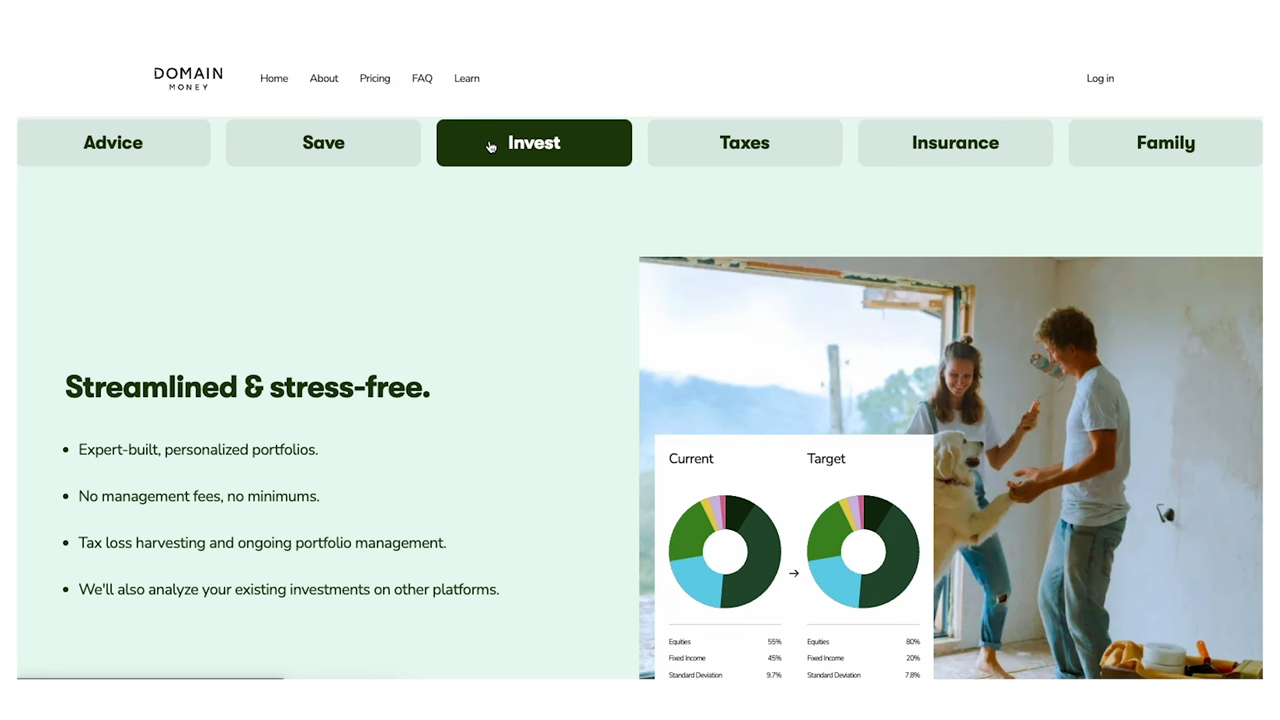 DOMAIN
MONEY
Home About Pricing FAQ Learn Log in
Advice Save Invest Taxes Insurance Family
Streamlined & stress-free.
• Expert-built, personalized portfolios.
• No management fees, no minimums.
• Tax loss harvesting and ongoing portfolio management.
• We'll also analyze your existing investments on other platforms.
Current Target
→
Equities 55% Equities 80%
Fixed Income 45% Fixed Income 20%
Standard Deviation 9.7% Standard Deviation 7.8%